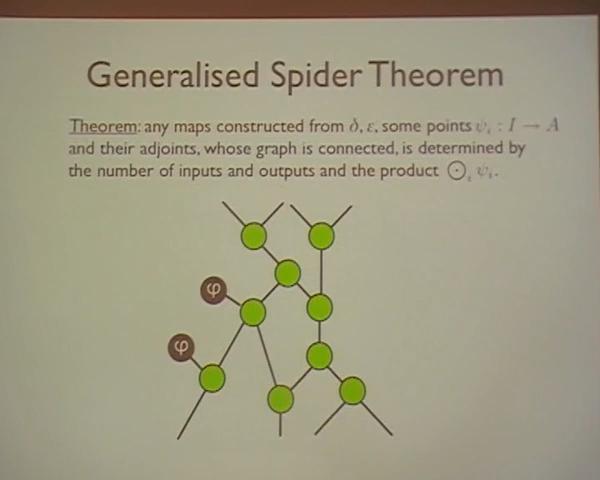 Generalised Spider Theorem
Theorem: any maps constructed from δ, ε, some points ψᵢ : I → A
and their adjoints, whose graph is connected, is determined by
the number of inputs and outputs and the product ⊙ᵢ ψᵢ.
φ
φ